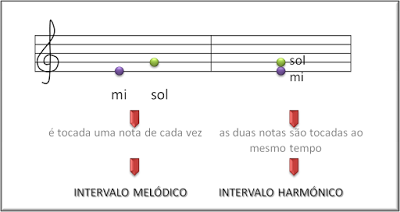 sol
mi
mi sol
é tocada uma nota de cada vez
as duas notas são tocadas ao
mesmo tempo
INTERVALO MELÓDICO
INTERVALO HARMÓNICO